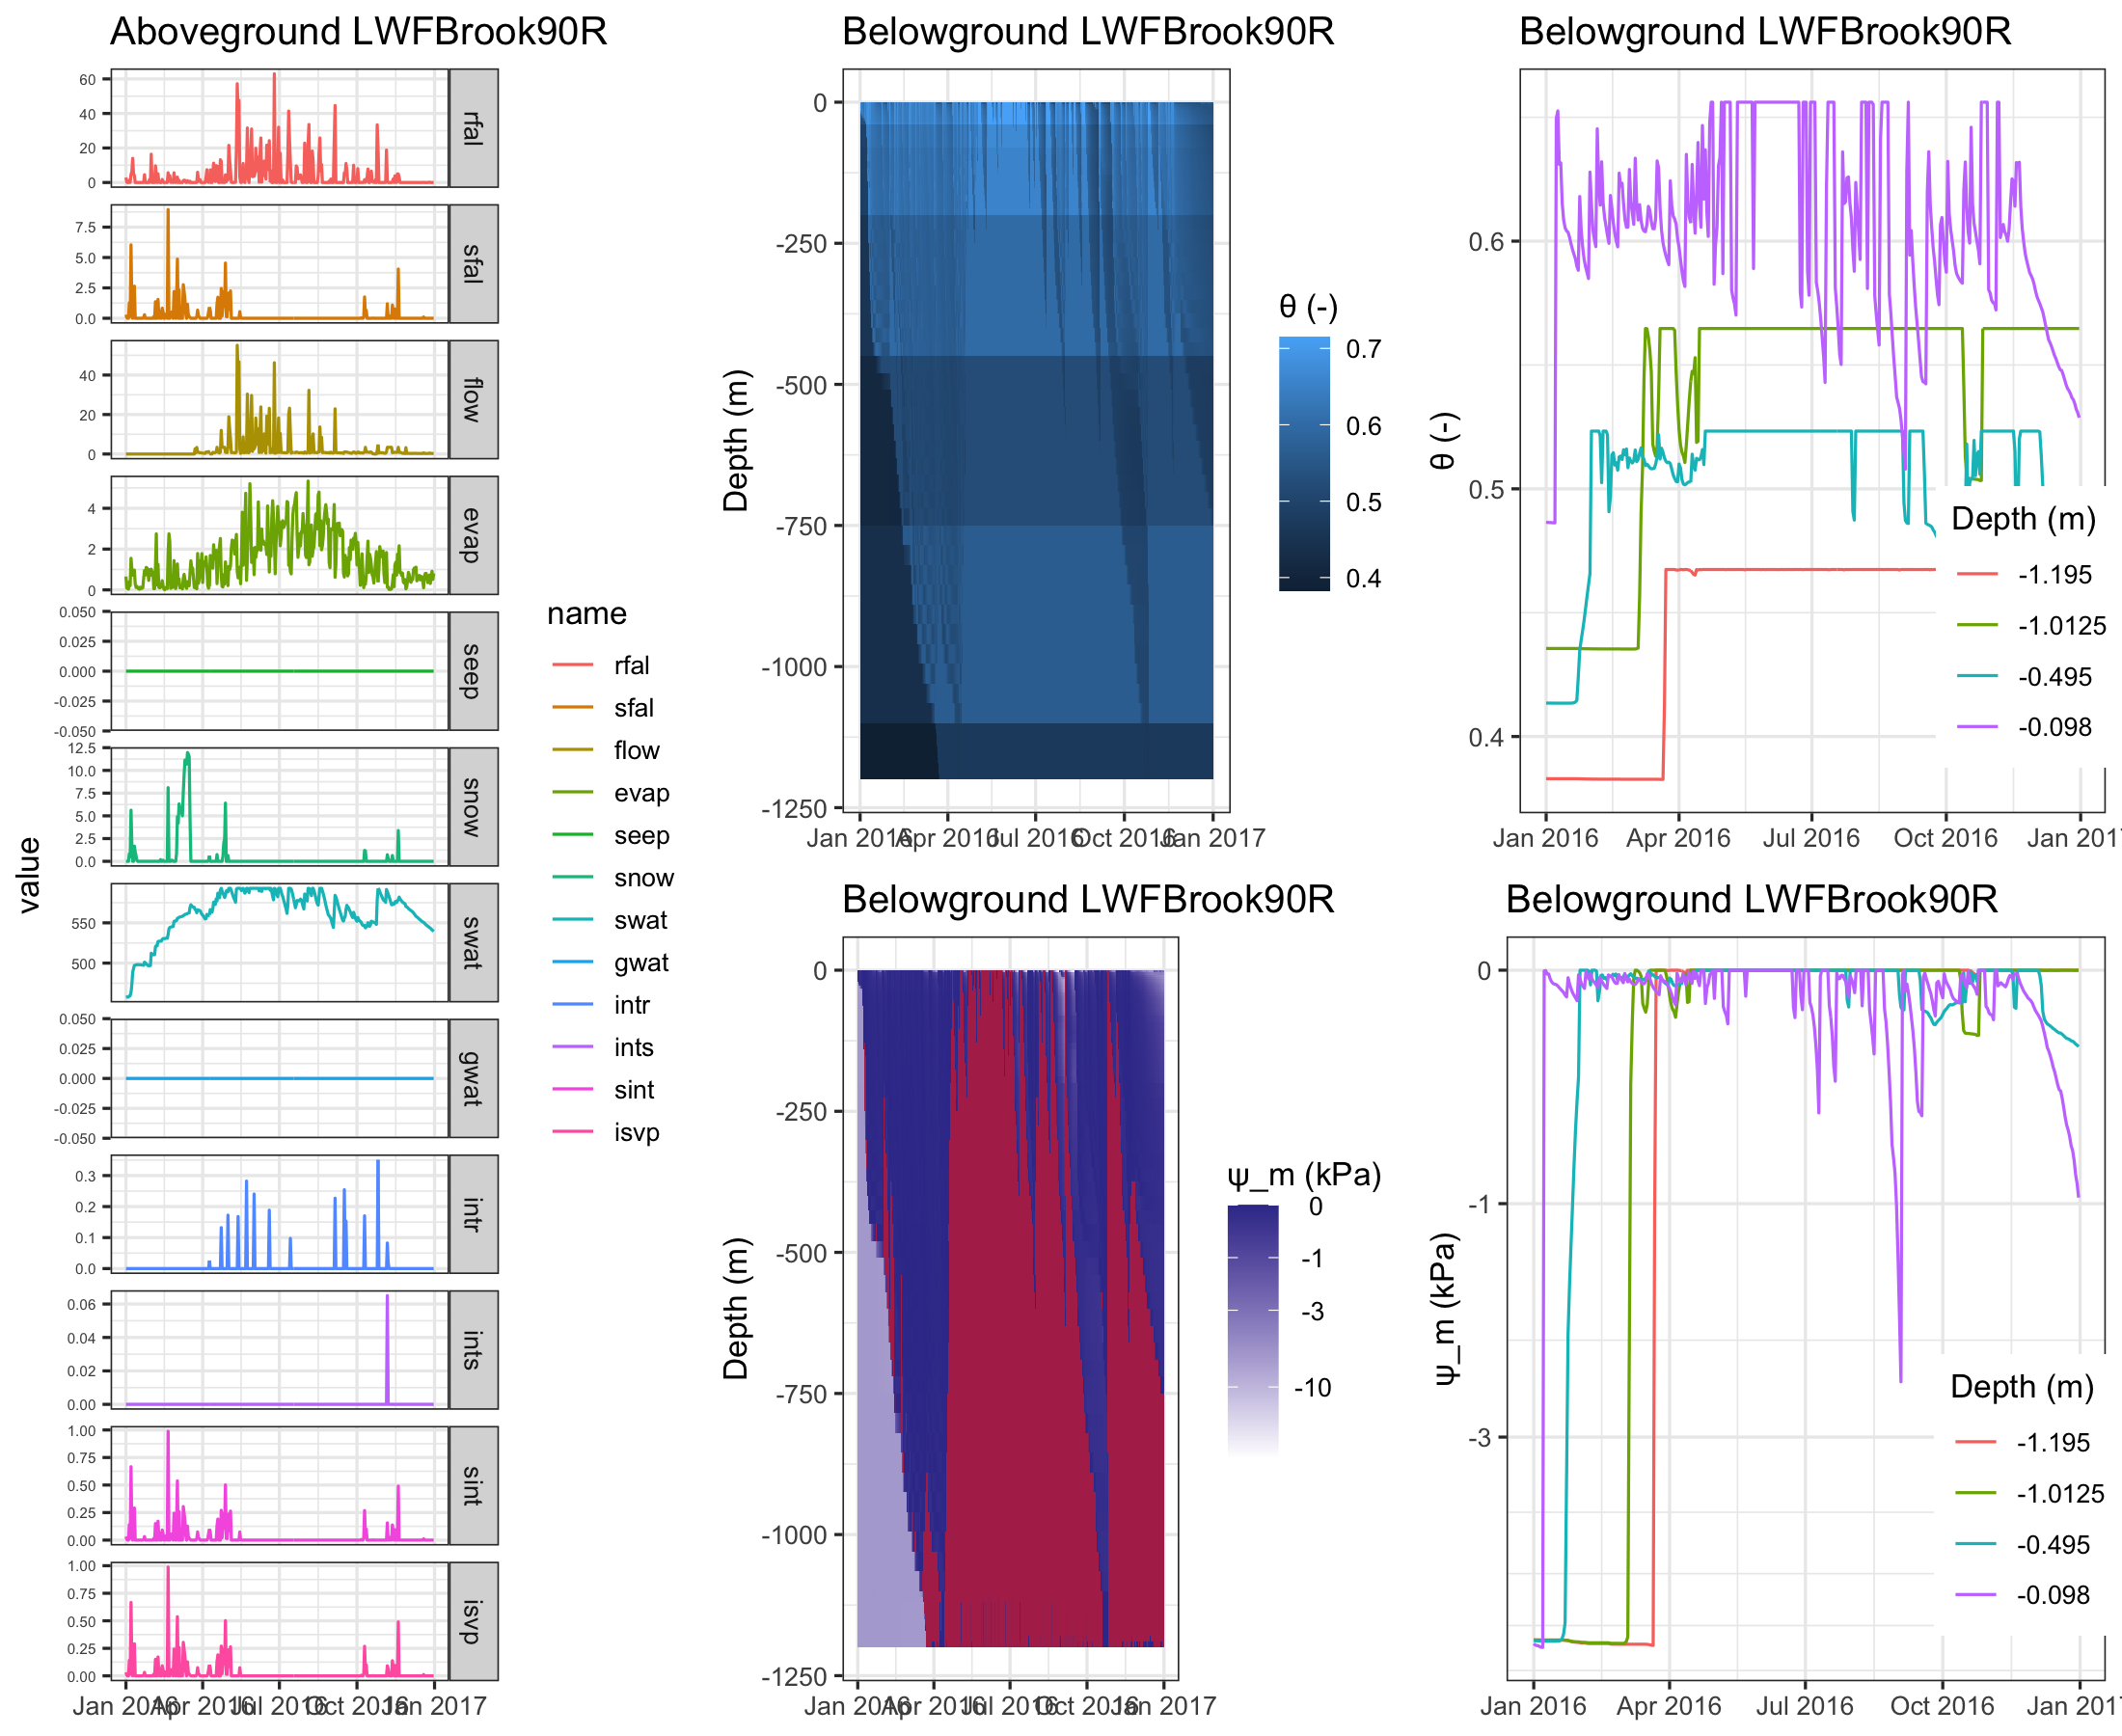 Aboveground LWFBrook90R
value
60
40
20
0
rfal
7.5
5.0
2.5
0.0
sfal
40
20
0
flow
4
2
0
evap
0.050
0.025
0.000
-0.025
-0.050
seep
12.5
10.0
7.5
5.0
2.5
0.0
snow
550
500
swat
0.050
0.025
0.000
-0.025
-0.050
gwat
0.3
0.2
0.1
0.0
intr
0.06
0.04
0.02
0.00
ints
1.00
0.75
0.50
0.25
0.00
sint
1.00
0.75
0.50
0.25
0.00
isvp
Jan 2016 Apr 2016 Jul 2016 Oct 2016 Jan 2017
name
rfal
sfal
flow
evap
seep
snow
swat
gwat
intr
ints
sint
isvp
Belowground LWFBrook90R
Depth (m)
0
-250
-500
-750
-1000
-1250
Jan 2016 Apr 2016 Jul 2016 Oct 2016 Jan 2017
θ (-)
0.7
0.6
0.5
0.4
Belowground LWFBrook90R
θ (-)
0.6
0.5
0.4
Jan 2016 Apr 2016 Jul 2016 Oct 2016 Jan 201
Depth (m)
-1.195
-1.0125
-0.495
-0.098
Belowground LWFBrook90R
Depth (m)
0
-250
-500
-750
-1000
-1250
Jan 2016 Apr 2016 Jul 2016 Oct 2016 Jan 2017
ψ_m (kPa)
0
-1
-3
-10
Belowground LWFBrook90R
ψ_m (kPa)
0
-1
-3
Jan 2016 Apr 2016 Jul 2016 Oct 2016 Jan 201
Depth (m)
-1.195
-1.0125
-0.495
-0.098